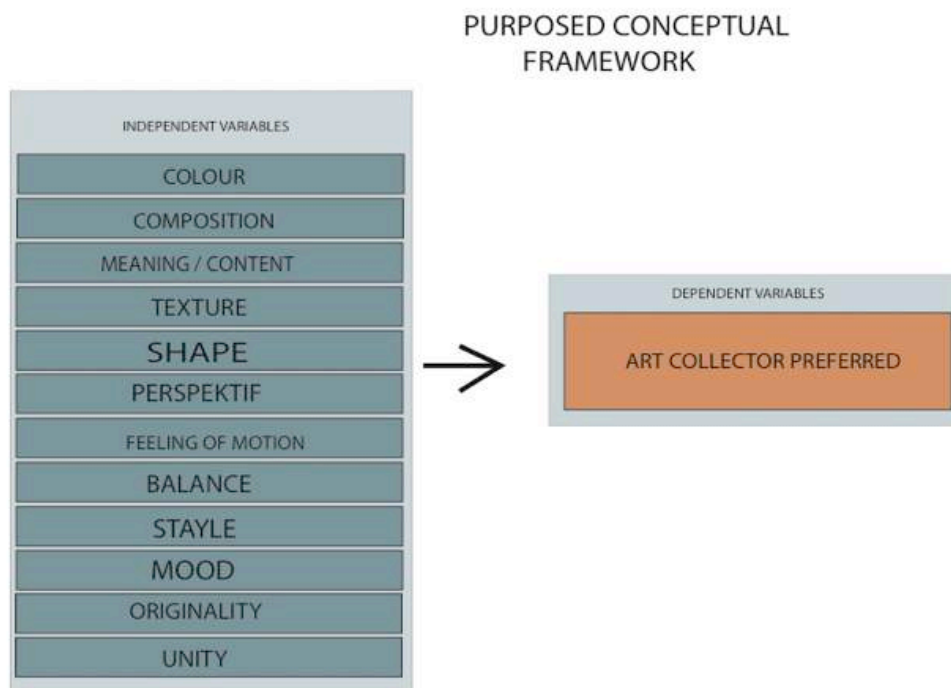 PURPOSED CONCEPTUAL
FRAMEWORK
INDEPENDENT VARIABLES
COLOUR
COMPOSITION
MEANING / CONTENT
TEXTURE
SHAPE
PERSPEKTIF
FEELING OF MOTION
BALANCE
STAYLE
MOOD
ORIGINALITY
UNITY
DEPENDENT VARIABLES
ART COLLECTOR PREFERRED